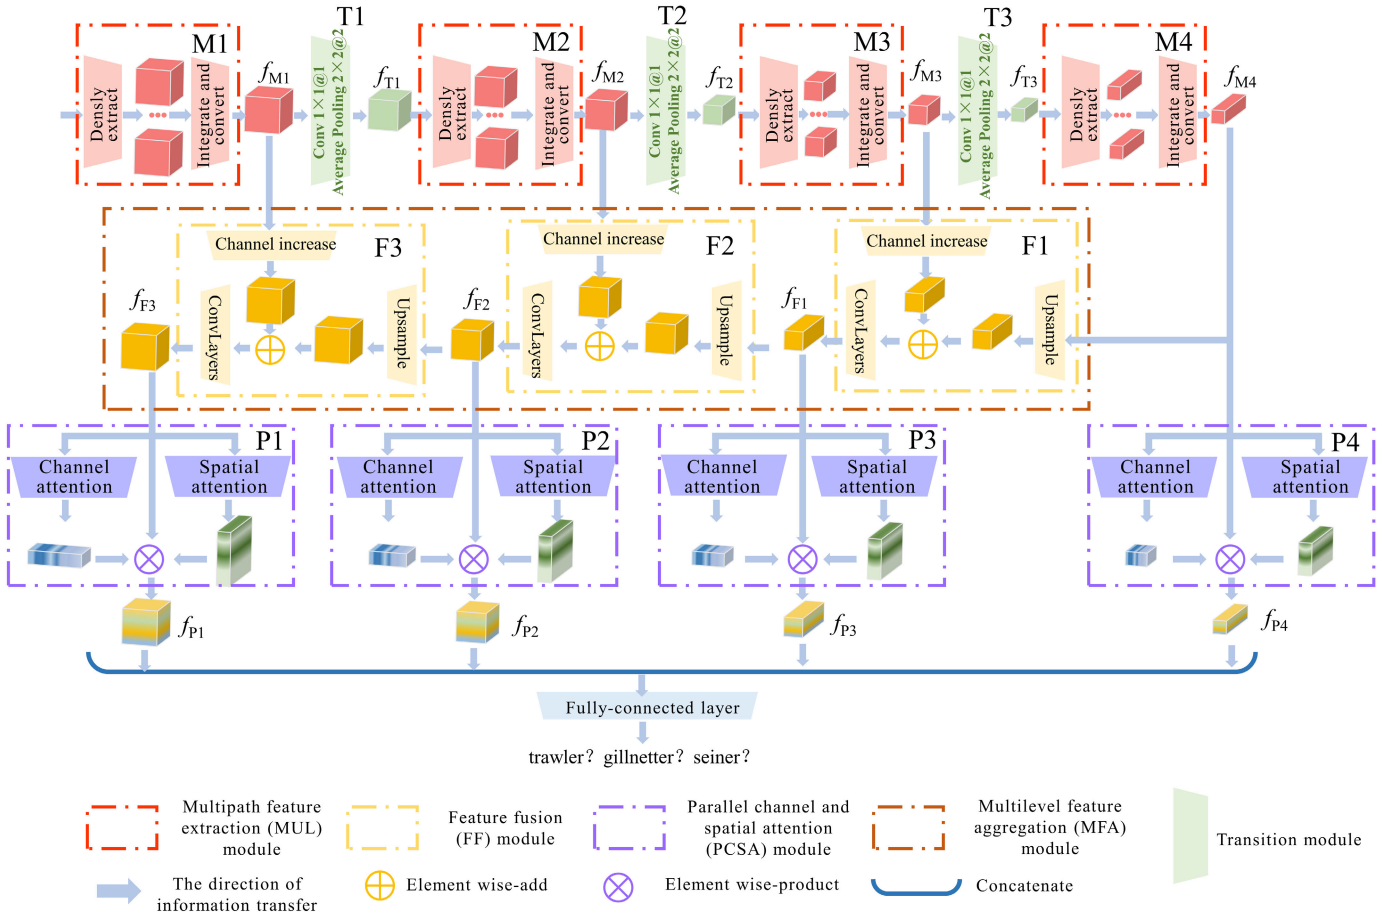 T1
T2
T3
M1
M2
M3
M4
Densly
extract
Integrate and
convert
fM1
Conv 1×1@1
Average Pooling 2×2@2
fT1
Densly
extract
Integrate and
convert
fM2
Conv 1×1@1
Average Pooling 2×2@2
fT2
Densly
extract
Integrate and
convert
fM3
Conv 1×1@1
Average Pooling 2×2@2
fT3
Densly
extract
Integrate and
convert
fM4
Channel increase
F3
Channel increase
F2
Channel increase
F1
fF3
ConvLayers
Upsample
fF2
ConvLayers
Upsample
fF1
ConvLayers
Upsample
P1
P2
P3
P4
Channel
attention
Spatial
attention
Channel
attention
Spatial
attention
Channel
attention
Spatial
attention
Channel
attention
Spatial
attention
fP1
fP2
fP3
fP4
Fully-connected layer
trawler? gillnetter? seiner?
Multipath feature
extraction (MUL)
module
Feature fusion
(FF) module
Parallel channel and
spatial attention
(PCSA) module
Multilevel feature
aggregation (MFA)
module
Transition module
The direction of
information transfer
Element wise-add
Element wise-product
Concatenate